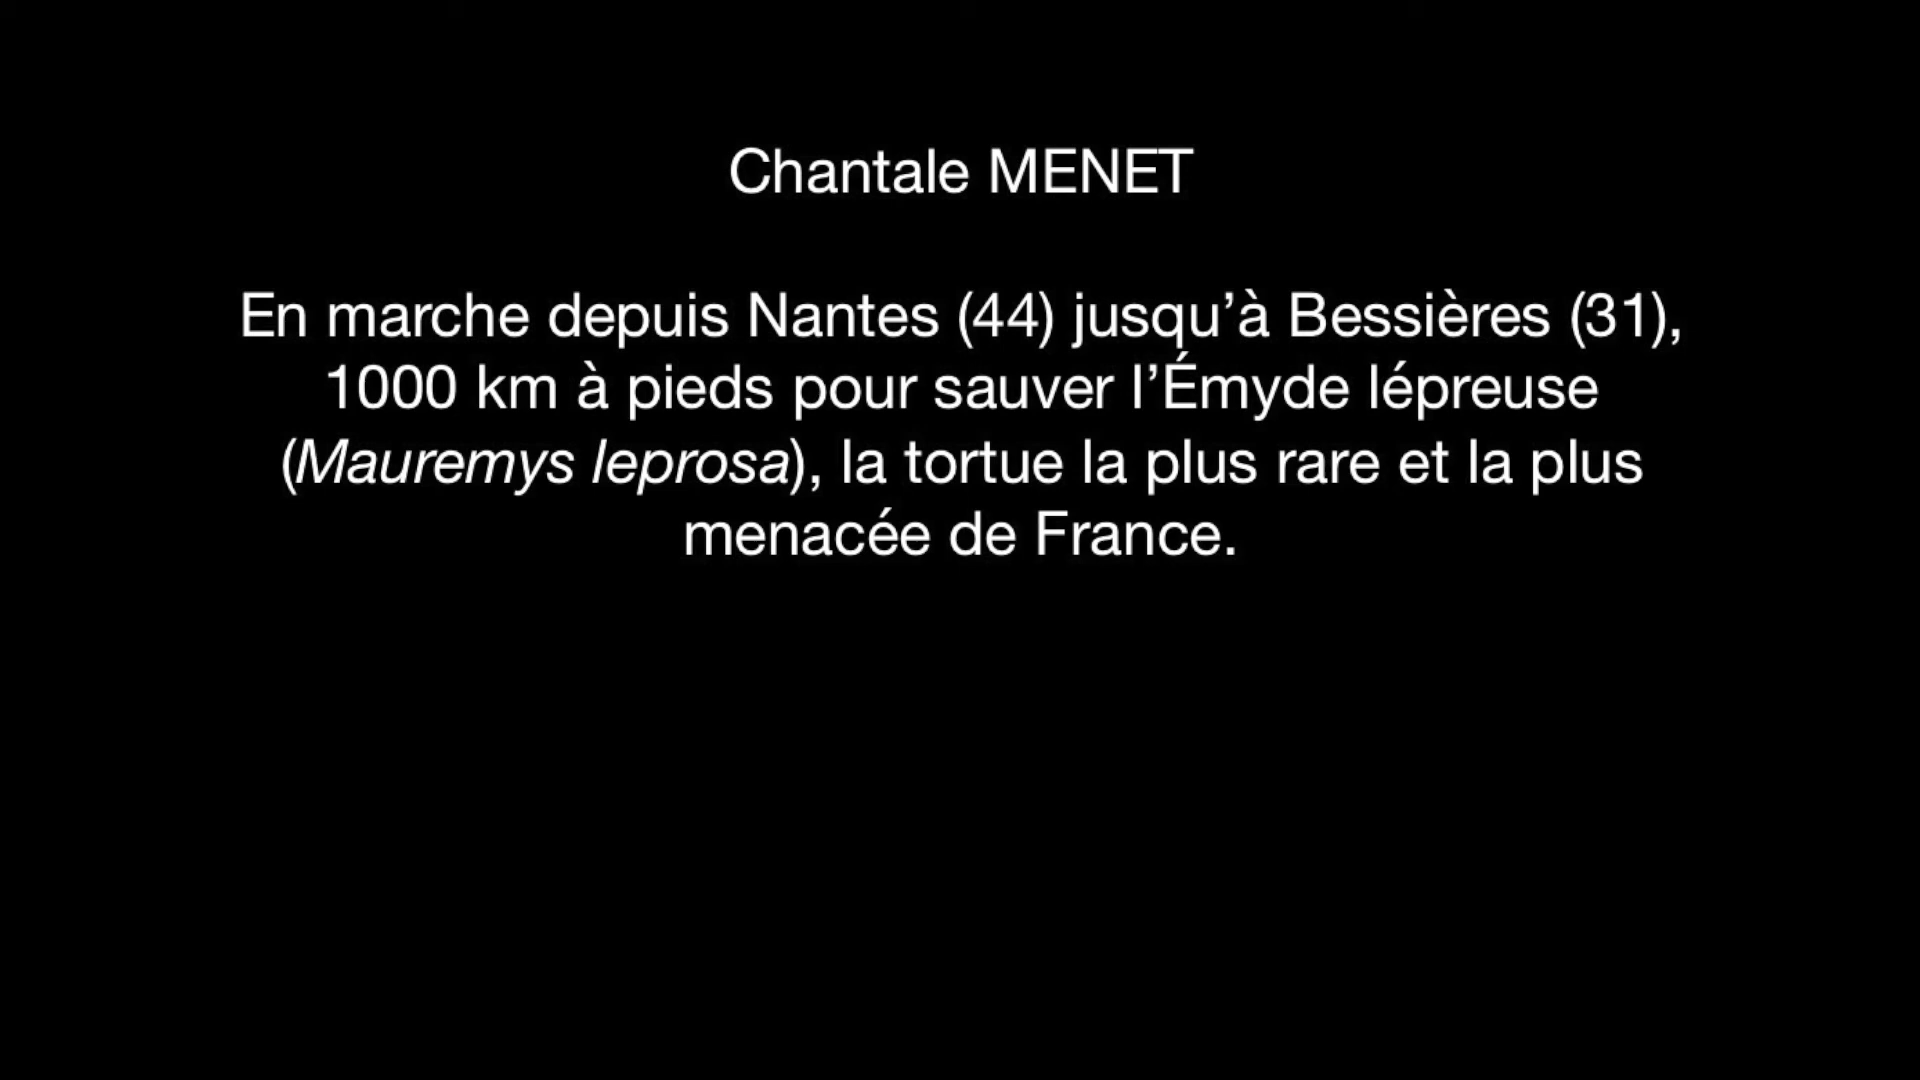 Chantale MENET
En marche depuis Nantes (44) jusqu’à Bessières (31),
1000 km à pieds pour sauver l’Émyde lépreuse
(Mauremys leprosa), la tortue la plus rare et la plus
menacée de France.